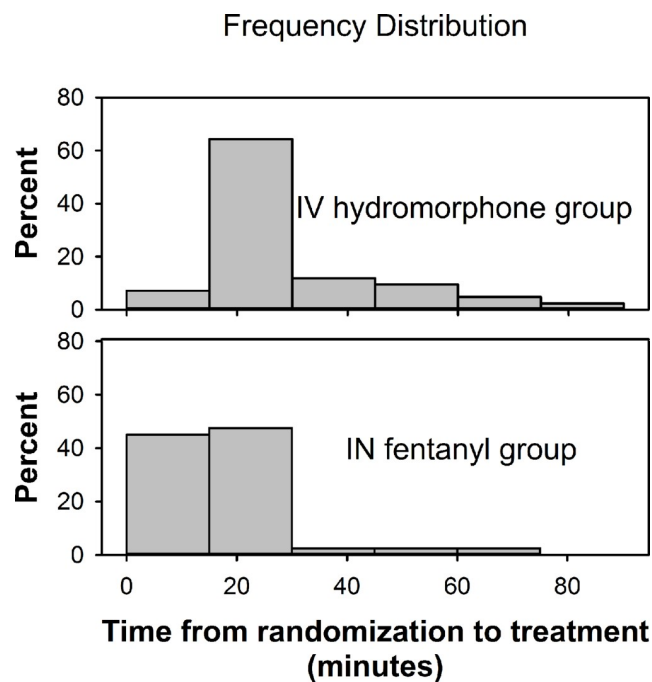 Frequency Distribution
80
60
40
20
0
Percent
IV hydromorphone group
80
60
40
20
0
Percent
IN fentanyl group
0 20 40 60 80
Time from randomization to treatment
(minutes)